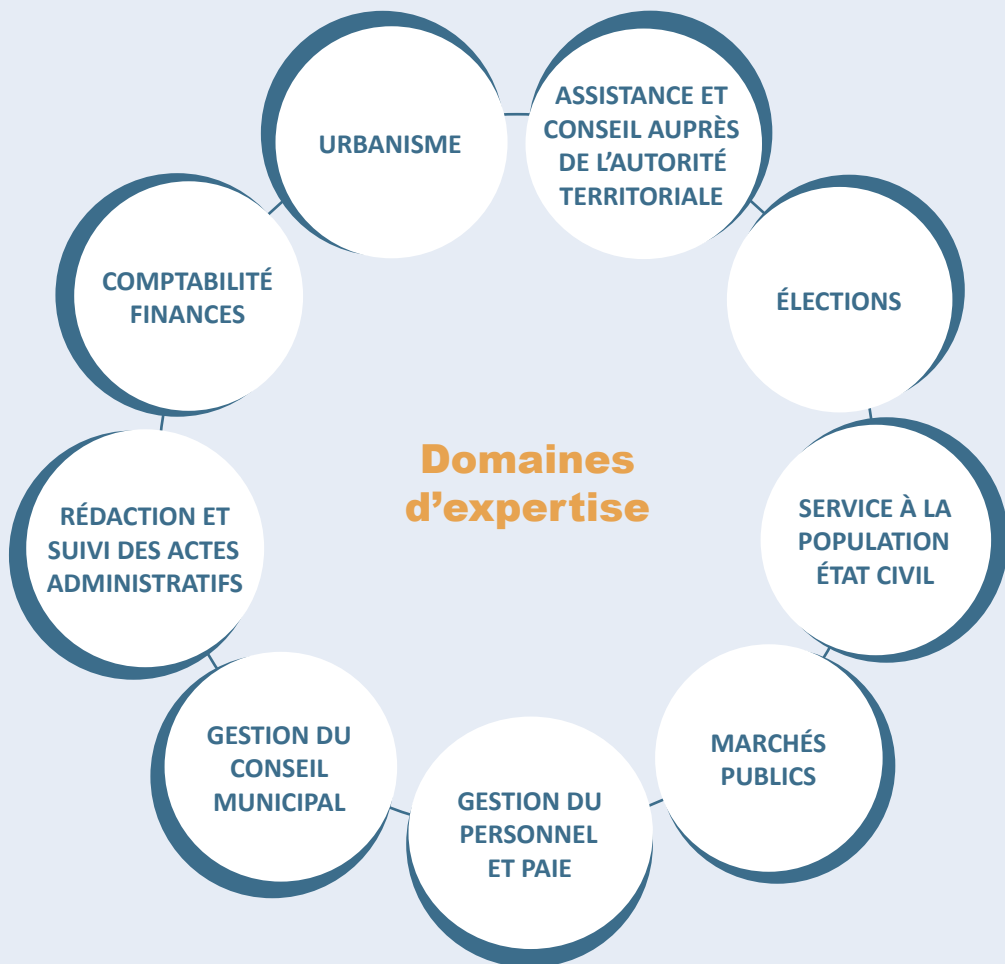 URBANISME
ASSISTANCE ET
CONSEIL AUPRÈS
DE L’AUTORITÉ
TERRITORIALE
COMPTABILITÉ
FINANCES
ÉLECTIONS
Domaines
d’expertise
RÉDACTION ET
SUIVI DES ACTES
ADMINISTRATIFS
SERVICE À LA
POPULATION
ÉTAT CIVIL
GESTION DU
CONSEIL
MUNICIPAL
MARCHÉS
PUBLICS
GESTION DU
PERSONNEL
ET PAIE